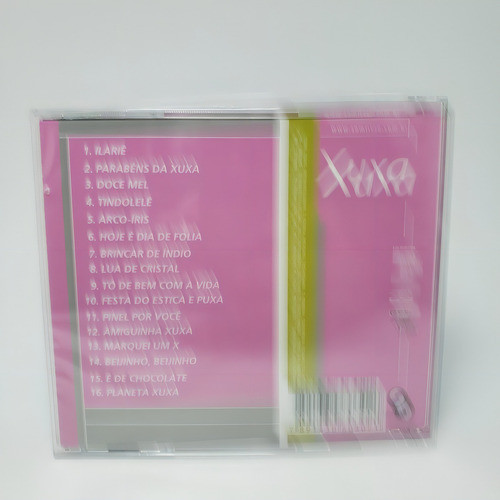 1. ILARIÊ
2. PARABÉNS DA XUXA
3. DOCE MEL
4. TINDOLELÊ
5. ARCO-ÍRIS
6. HOJE É DIA DE FOLIA
7. BRINCAR DE ÍNDIO
8. LUA DE CRISTAL
9. TÔ DE BEM COM A VIDA
10. FESTA DO ESTICA E PUXA
11. PINEL POR VOCÊ
12. AMIGUINHA XUXA
13. MARQUEI UM X
14. BEIJINHO, BEIJINHO
15. É DE CHOCOLATE
16. PLANETA XUXA
Xuxa